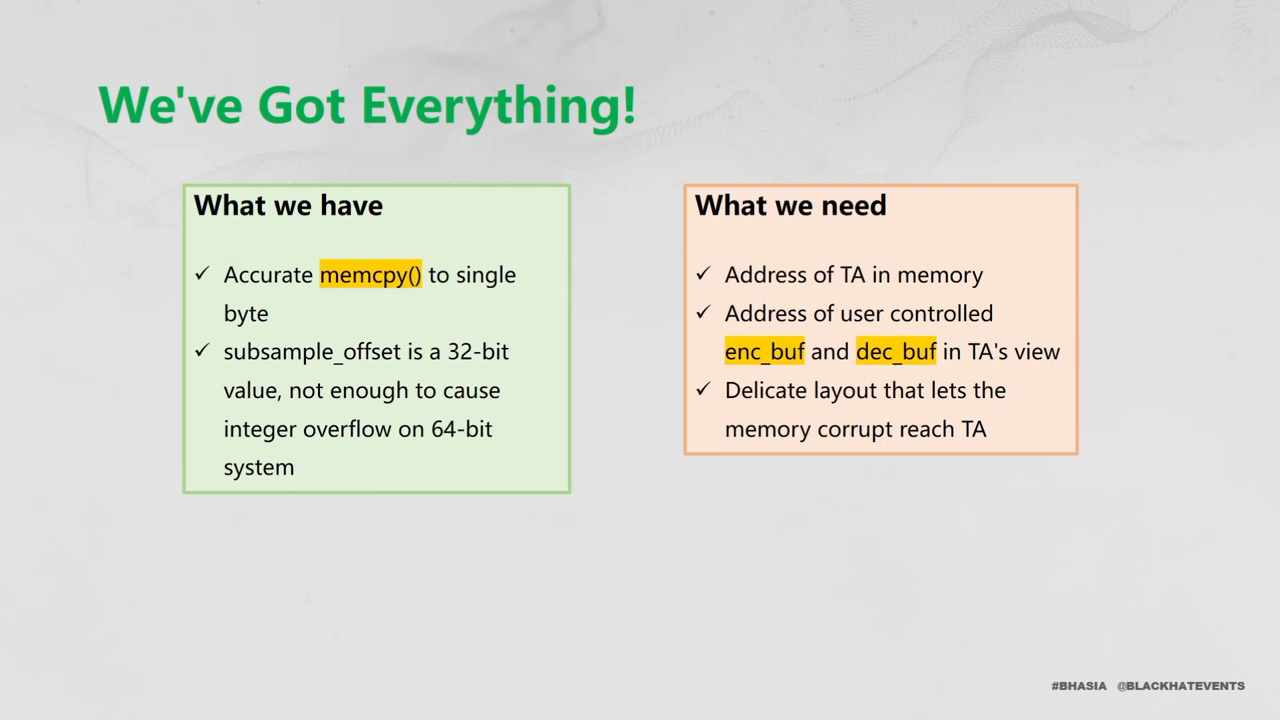 We've Got Everything!
What we have
✓ Accurate memcpy() to single
byte
✓ subsample_offset is a 32-bit
value, not enough to cause
integer overflow on 64-bit
system
What we need
✓ Address of TA in memory
✓ Address of user controlled
enc_buf and dec_buf in TA's view
✓ Delicate layout that lets the
memory corrupt reach TA
#BHASIA @BLACKHATEVENTS